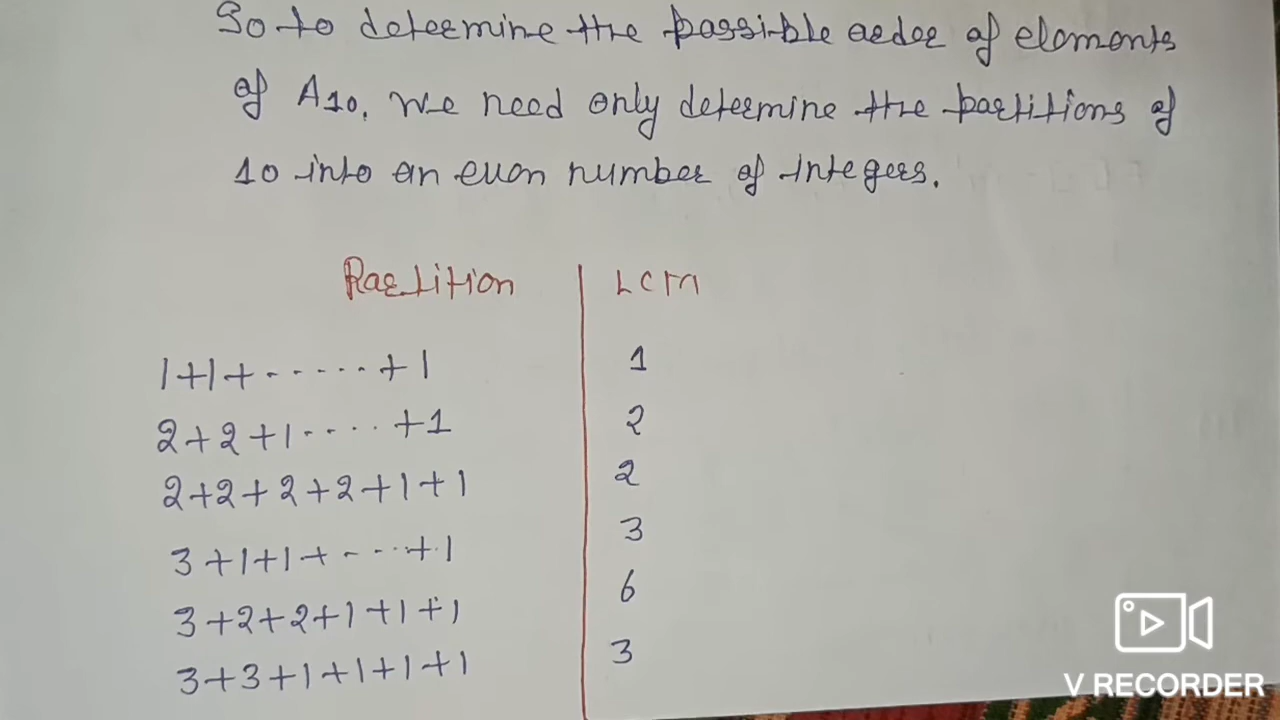 So to determine the possible order of elements
of A10, we need only determine the partitions of
10 into an even number of integers.
Partition LCM
1+1+......+1 1
2+2+1....+1 2
2+2+2+2+1+1 2
3+1+1+....+1 3
3+2+2+1+1+1 6
3+3+1+1+1+1 3
V RECORDER